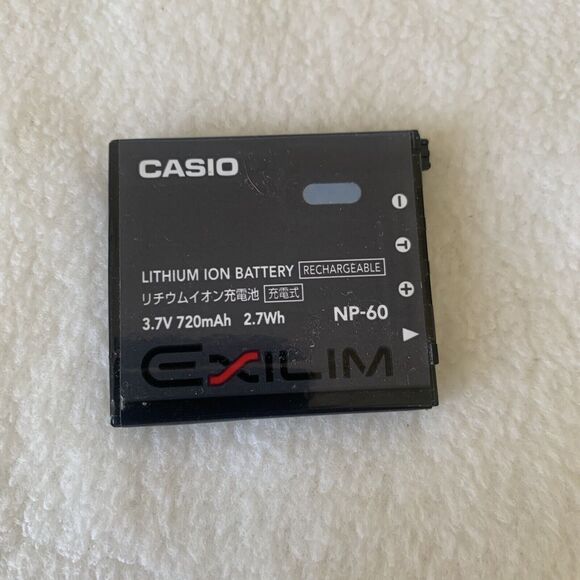 CASIO
LITHIUM ION BATTERY RECHARGEABLE
リチウムイオン充電池 充電式
3.7V 720mAh 2.7Wh NP-60
EXILIM
− T +